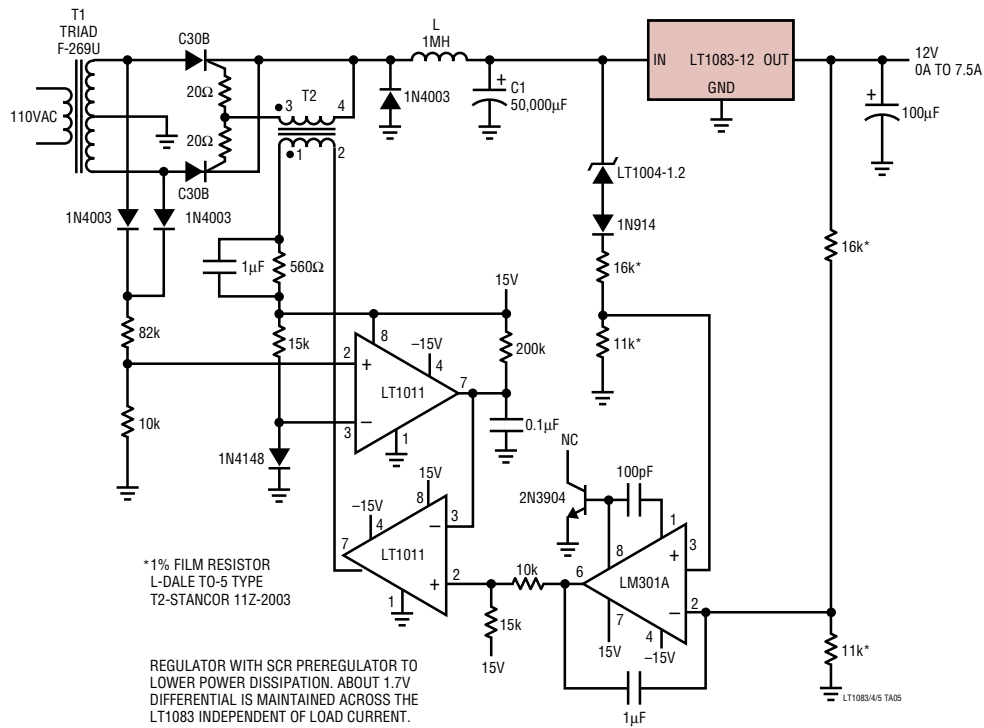 T1
TRIAD
F-269U
110VAC
C30B
20Ω
20Ω
C30B
T2
3
4
1
2
L
1MH
1N4003
+
C1
50,000µF
IN
LT1083-12
OUT
GND
12V
0A TO 7.5A
+
100µF
1N4003
1N4003
LT1004-1.2
1N914
16k*
16k*
11k*
1µF
560Ω
15V
82k
15k
200k
2
+
8
–15V
4
7
LT1011
–
3
1
10k
0.1µF
1N4148
NC
2N3904
100pF
15V
8
–15V
4
–
3
7
LT1011
+
2
1
10k
15k
15V
1
8
+
3
6
LM301A
–
2
7
15V
4
–15V
1µF
11k*
*1% FILM RESISTOR
L-DALE TO-5 TYPE
T2-STANCOR 11Z-2003
REGULATOR WITH SCR PREREGULATOR TO
LOWER POWER DISSIPATION. ABOUT 1.7V
DIFFERENTIAL IS MAINTAINED ACROSS THE
LT1083 INDEPENDENT OF LOAD CURRENT.
LT1083/4/5 TA05